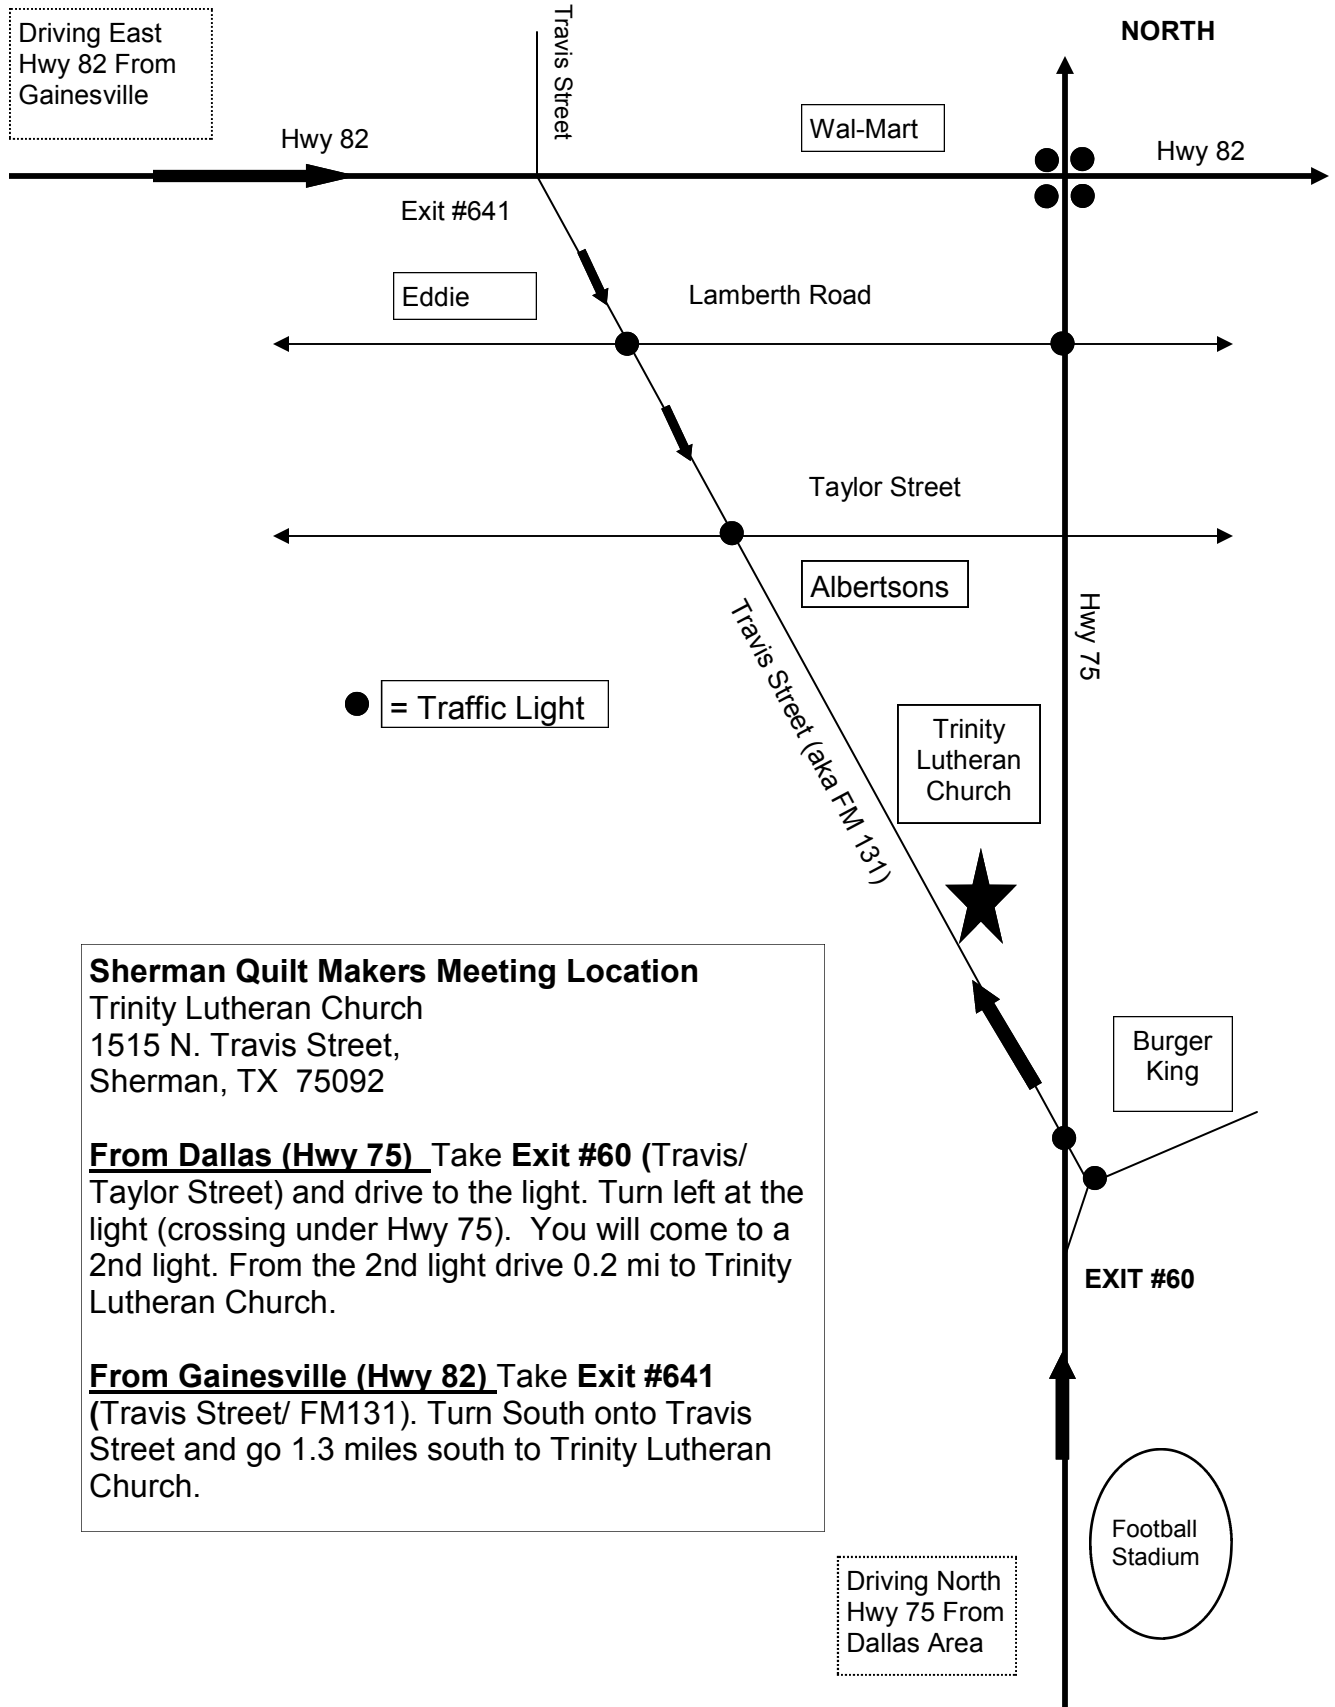 Driving East
Hwy 82 From
Gainesville
Travis Street
NORTH
Wal-Mart
Hwy 82
Hwy 82
Exit #641
Eddie
Lamberth Road
Taylor Street
Albertsons
Travis Street (aka FM 131)
Hwy 75
= Traffic Light
Trinity
Lutheran
Church
Sherman Quilt Makers Meeting Location
Trinity Lutheran Church
1515 N. Travis Street,
Sherman, TX  75092
From Dallas (Hwy 75)  Take Exit #60 (Travis/
Taylor Street) and drive to the light. Turn left at the
light (crossing under Hwy 75).  You will come to a
2nd light. From the 2nd light drive 0.2 mi to Trinity
Lutheran Church.
From Gainesville (Hwy 82) Take Exit #641
(Travis Street/ FM131). Turn South onto Travis
Street and go 1.3 miles south to Trinity Lutheran
Church.
Burger
King
EXIT #60
Football
Stadium
Driving North
Hwy 75 From
Dallas Area